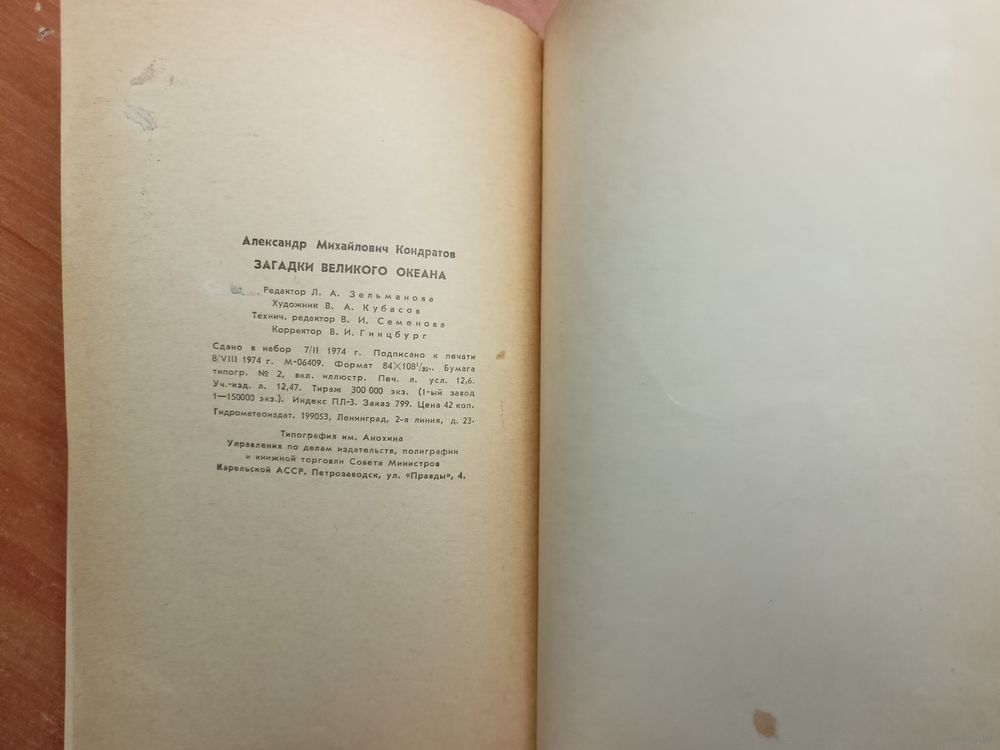 Александр Михайлович Кондратов
ЗАГАДКИ ВЕЛИКОГО ОКЕАНА
Редактор Л. А. Зельманова
Художник В. А. Кубасов
Технич. редактор В. И. Семенова
Корректор В. И. Гинцбург
Сдано в набор 7/II 1974 г. Подписано к печати
8/VIII 1974 г. М-06409. Формат 84×108¹/₃₂. Бумага
типогр. № 2, вкл. иллюстр. Печ. л. усл. 12,6.
Уч.-изд. л. 12,47. Тираж 300 000 экз. (1-ый завод
1—150000 экз.). Индекс ПЛ-3. Заказ 799. Цена 42 коп.
Гидрометеоиздат. 199053, Ленинград, 2-я линия, д. 23.
Типография им. Анохина
Управления по делам издательств, полиграфии
и книжной торговли Совета Министров
Карельской АССР. Петрозаводск, ул. «Правды», 4.